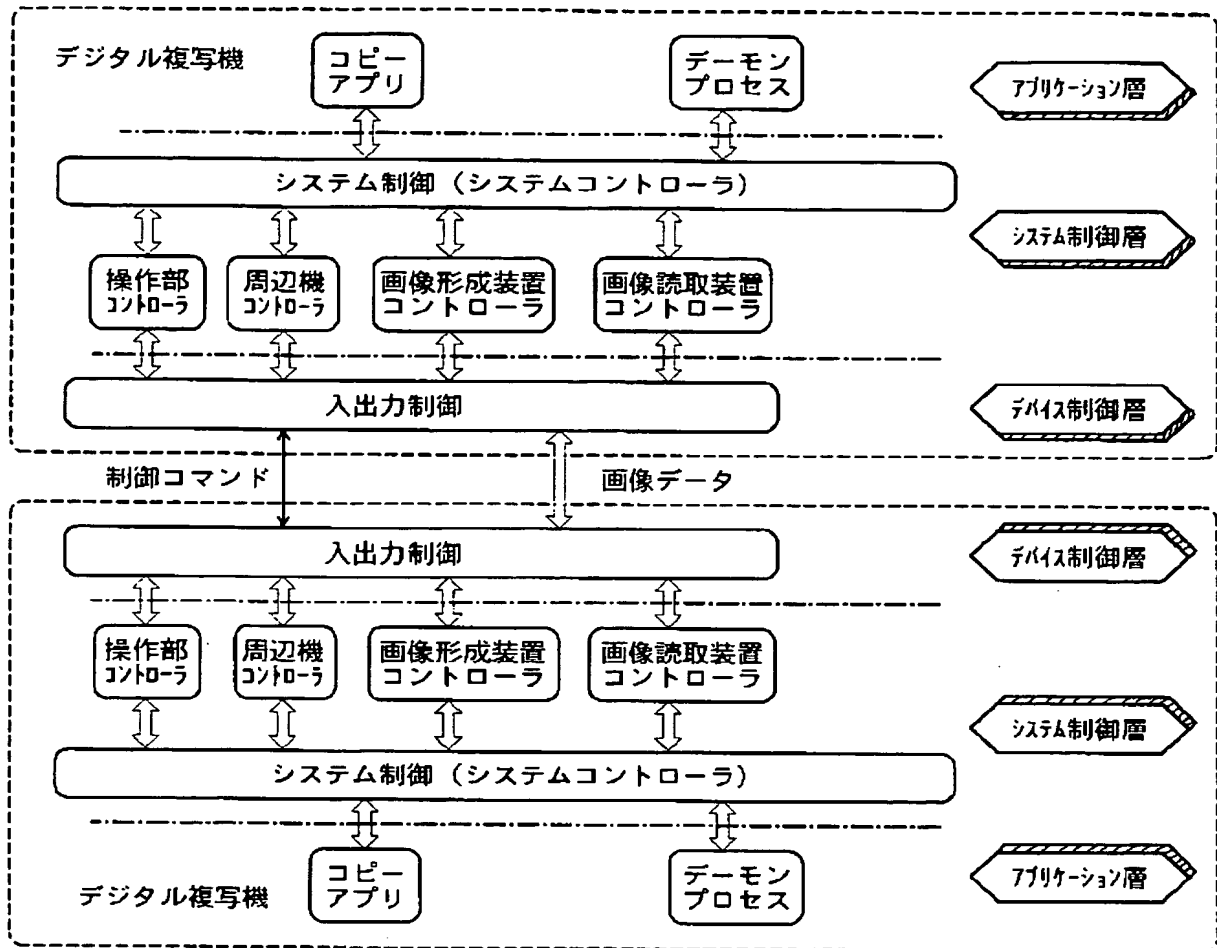 デジタル複写機
コピー
アプリ
デーモン
プロセス
アプリケーション層
システム制御（システムコントローラ）
システム制御層
操作部
コントローラ
周辺機
コントローラ
画像形成装置
コントローラ
画像読取装置
コントローラ
入出力制御
デバイス制御層
制御コマンド
画像データ
入出力制御
デバイス制御層
操作部
コントローラ
周辺機
コントローラ
画像形成装置
コントローラ
画像読取装置
コントローラ
システム制御層
システム制御（システムコントローラ）
コピー
アプリ
デーモン
プロセス
アプリケーション層
デジタル複写機